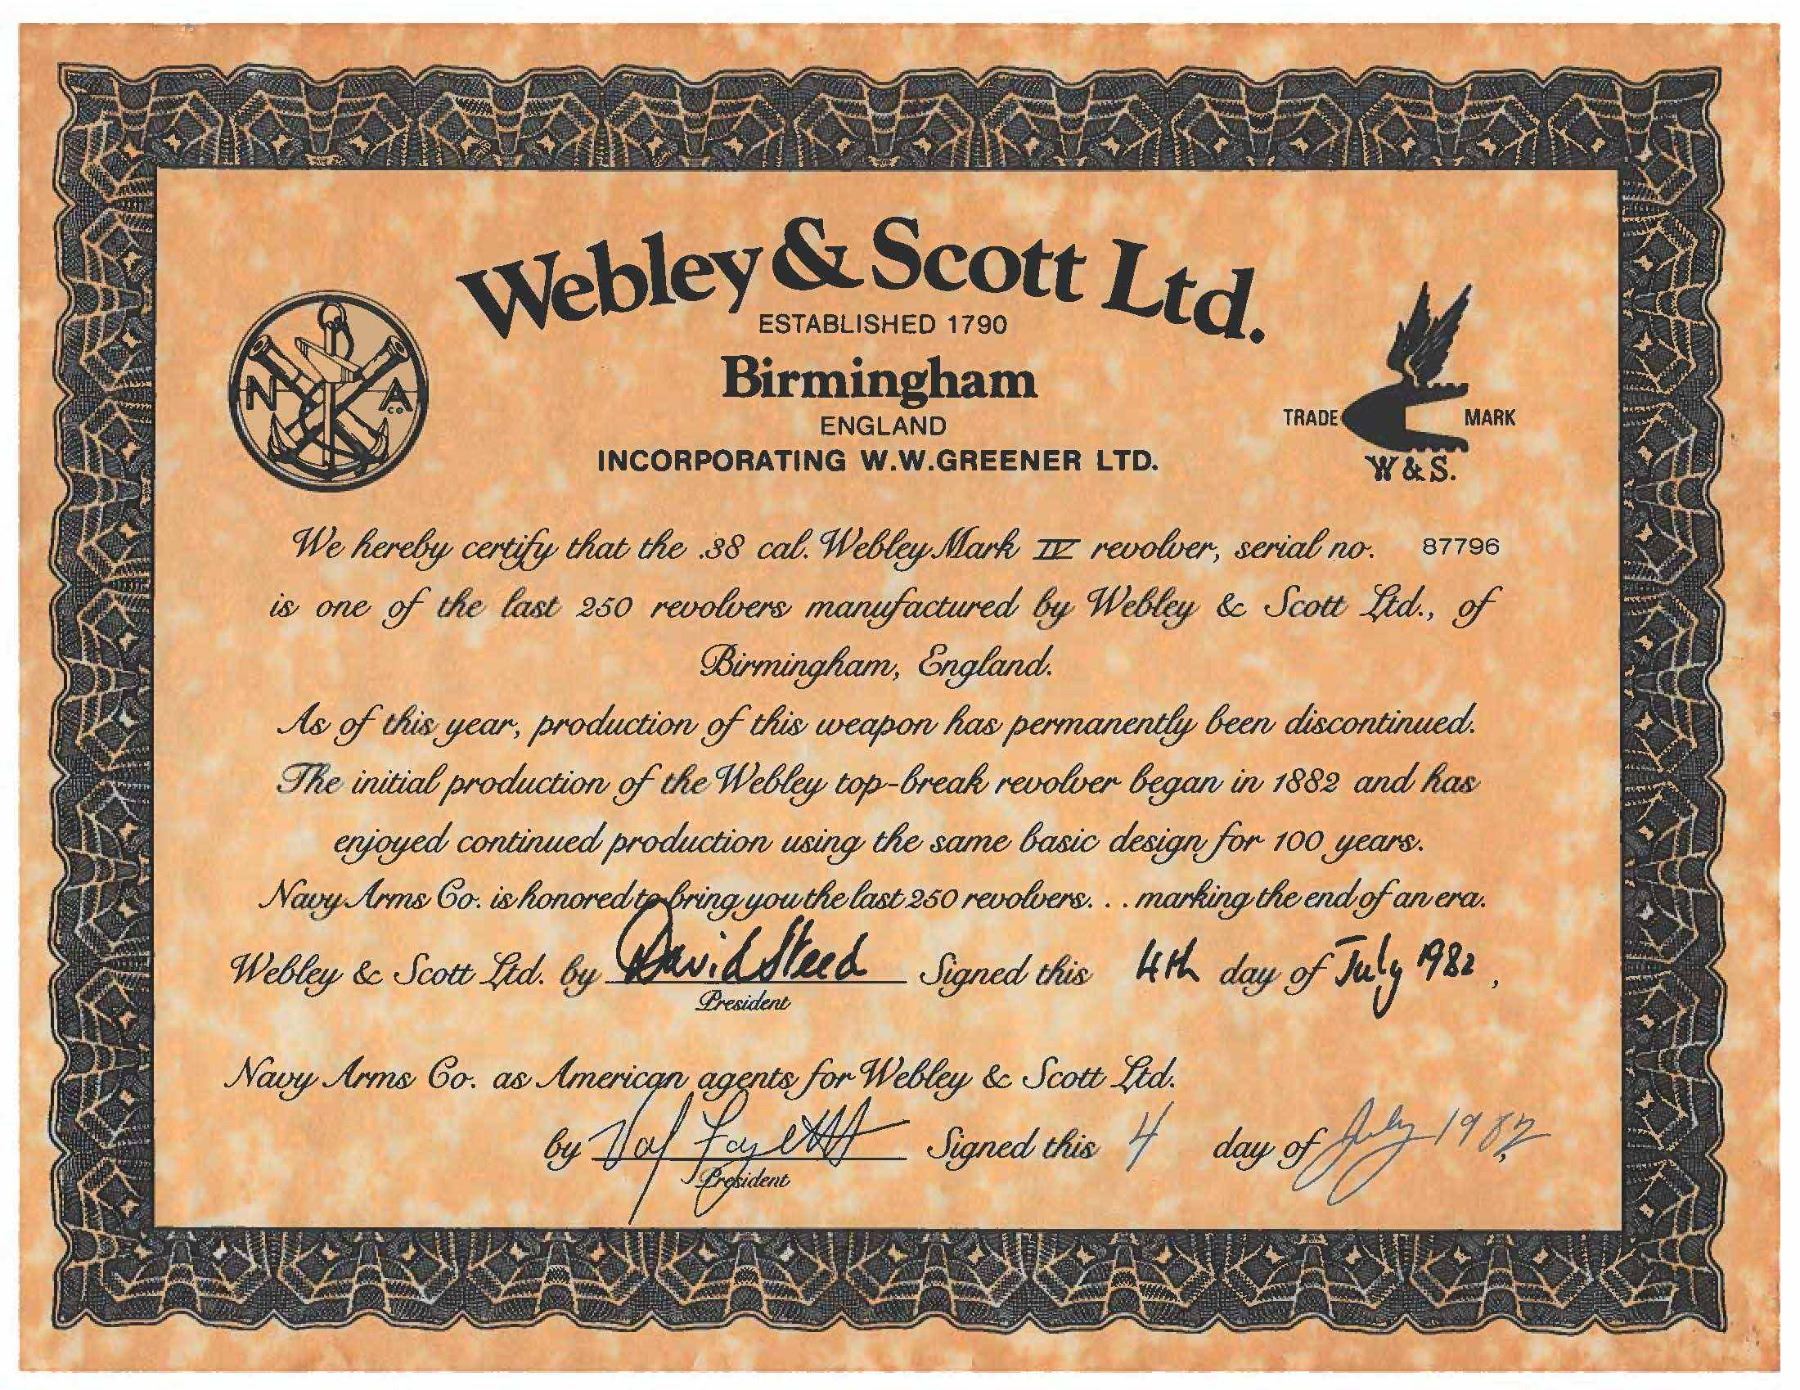 Webley & Scott Ltd.
ESTABLISHED 1790
Birmingham
ENGLAND
INCORPORATING W.W.GREENER LTD.
N A CO
TRADE MARK
W & S.
We hereby certify that the .38 cal. Webley Mark IV revolver, serial no. 87796
is one of the last 250 revolvers manufactured by Webley & Scott Ltd., of
Birmingham, England.
As of this year, production of this weapon has permanently been discontinued.
The initial production of the Webley top-break revolver began in 1882 and has
enjoyed continued production using the same basic design for 100 years.
Navy Arms Co. is honored to bring you the last 250 revolvers. . . marking the end of an era.
Webley & Scott Ltd. by David Steed Signed this 4th day of July 1982,
President
Navy Arms Co. as American agents for Webley & Scott Ltd.
by Val Forgett Signed this 4 day of July 1982,
President